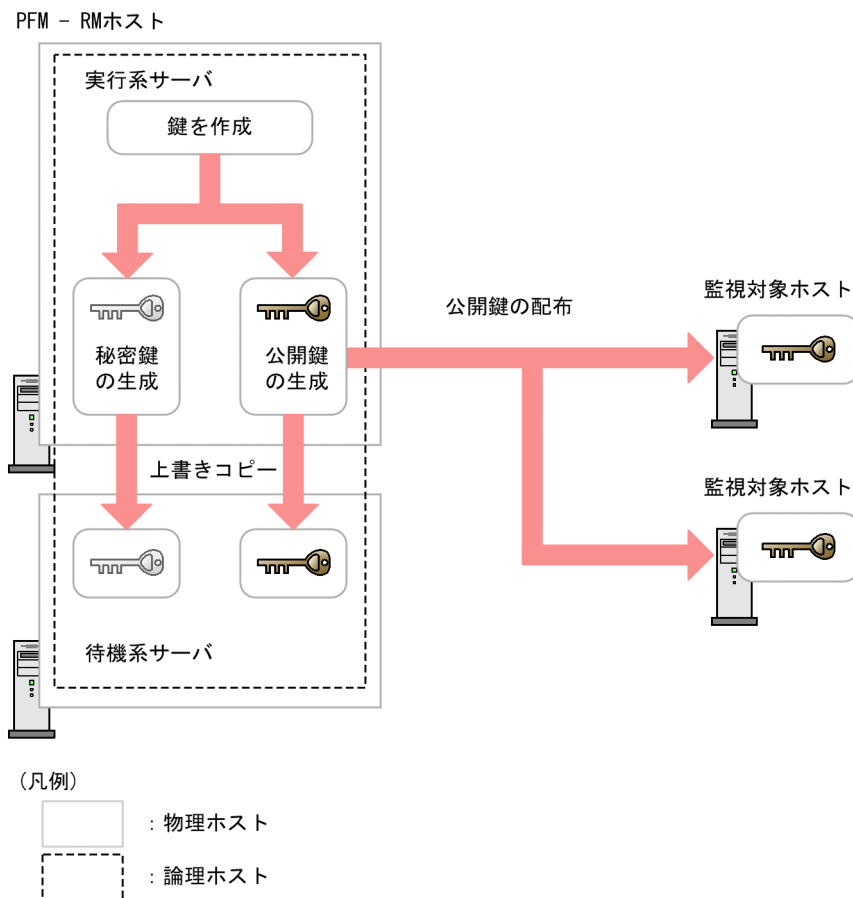 PFM - RMホスト
実行系サーバ
鍵を作成
秘密鍵
の生成
公開鍵
の生成
公開鍵の配布
監視対象ホスト
上書きコピー
監視対象ホスト
待機系サーバ
(凡例)
：物理ホスト
：論理ホスト